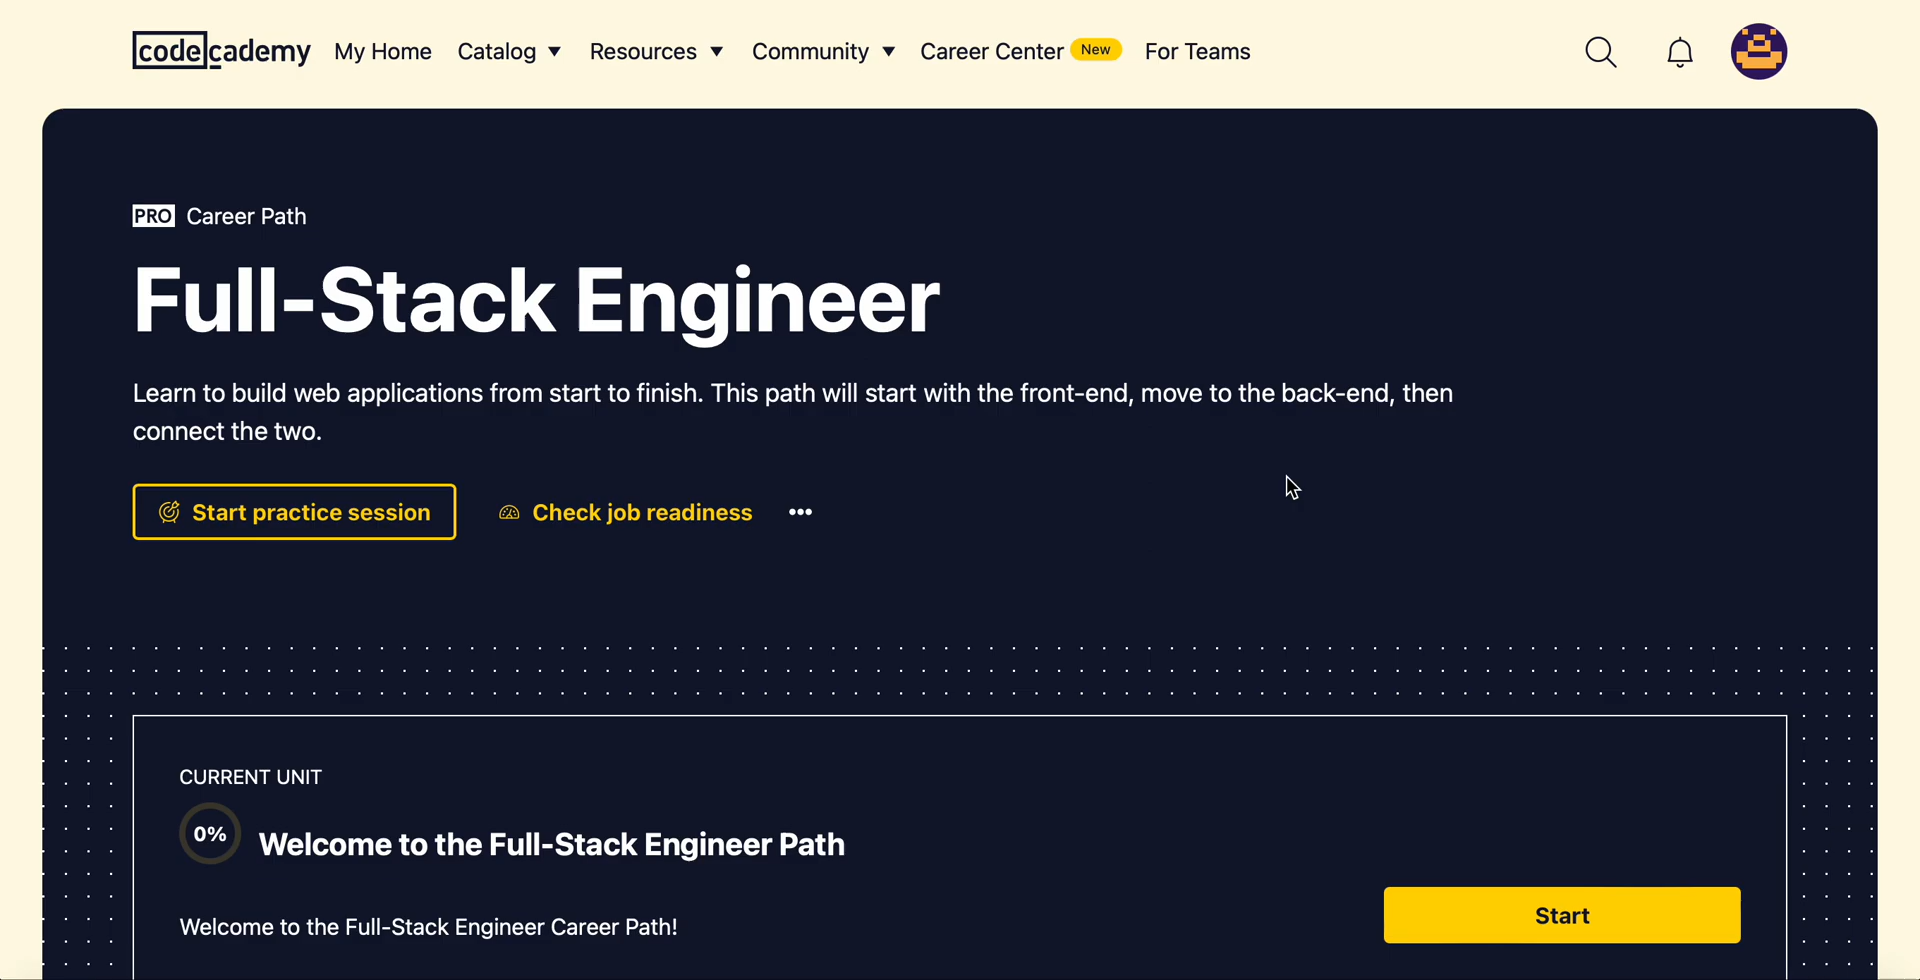 codecademy My Home Catalog Resources Community Career Center New For Teams
PRO Career Path
Full-Stack Engineer
Learn to build web applications from start to finish. This path will start with the front-end, move to the back-end, then
connect the two.
Start practice session Check job readiness •••
CURRENT UNIT
0% Welcome to the Full-Stack Engineer Path
Welcome to the Full-Stack Engineer Career Path!
Start